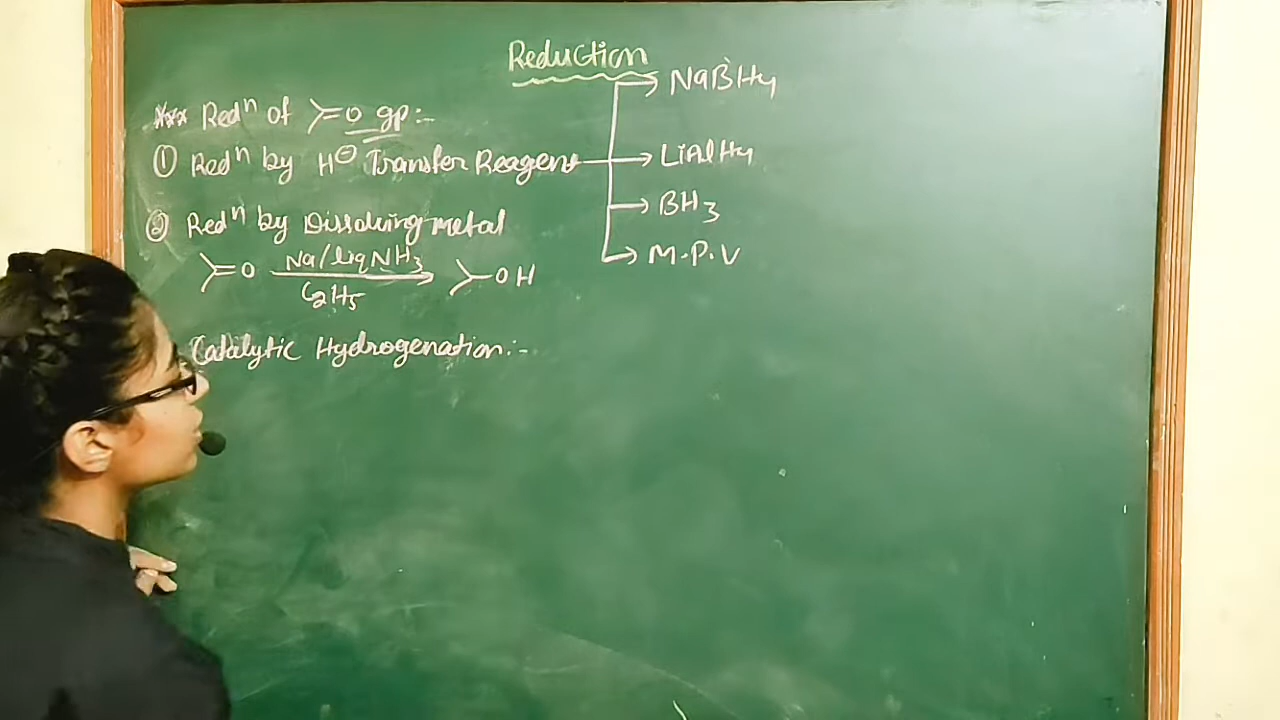 Reduction
*** Redⁿ of >=O gp:-
① Redⁿ by H⊖ Transfer Reagent
→ NaBH4
→ LiAlH4
→ BH3
→ M.P.V
② Redⁿ by Dissolving metal
>=O Na/liq NH3 → >-OH
C2H5
Catalytic Hydrogenation:-